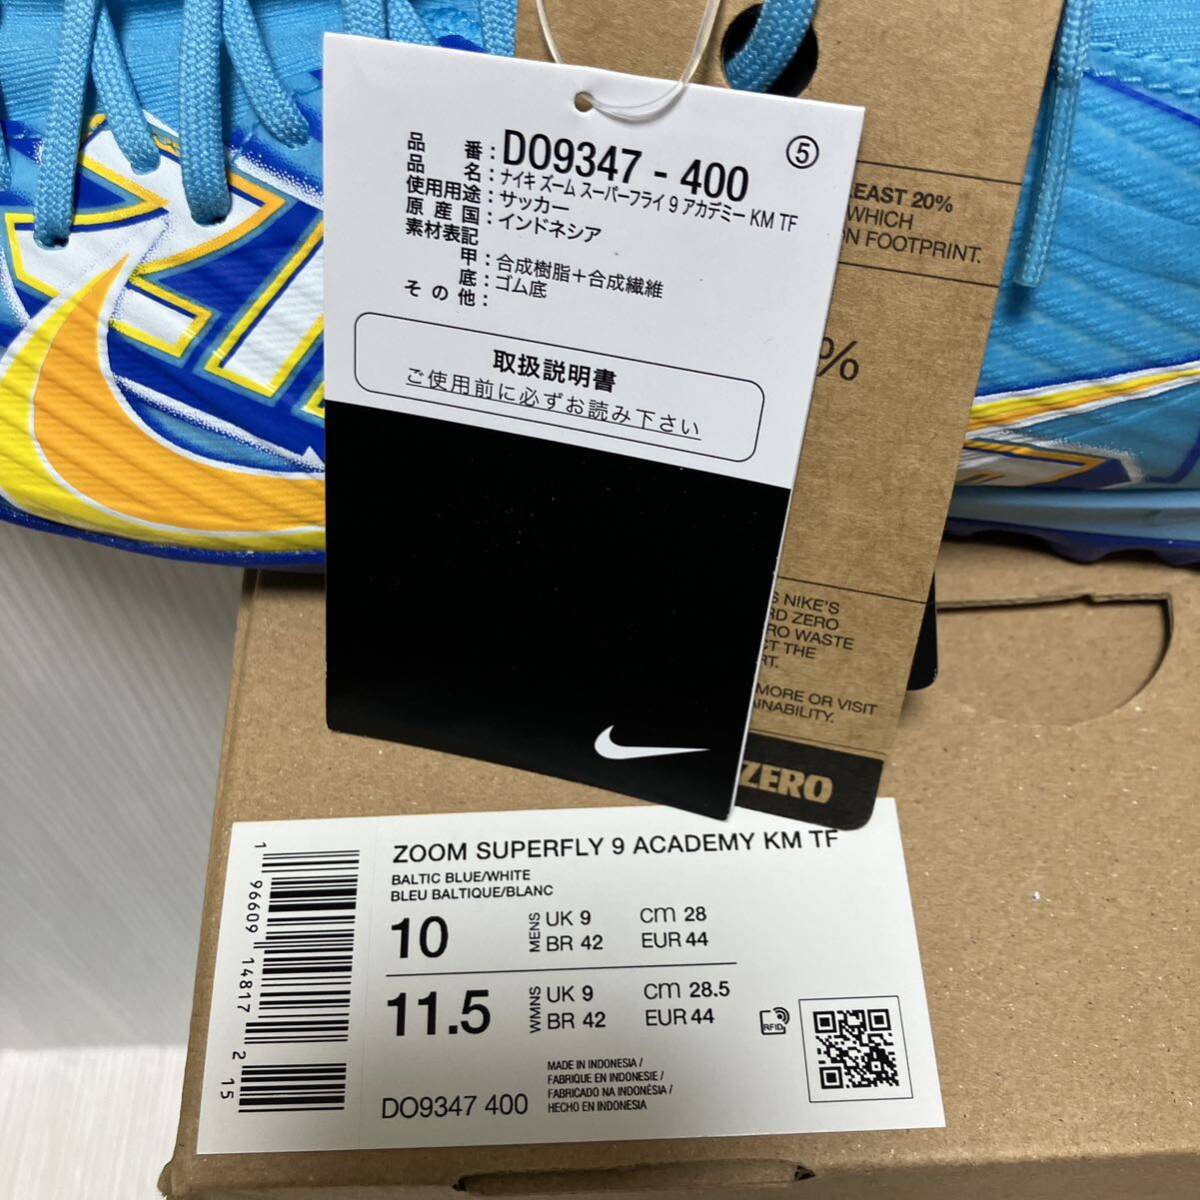 ⑤
品 番 : DO9347 - 400
品 名 : ナイキ ズーム スーパーフライ 9 アカデミー KM TF
使用用途 : サッカー
原 産 国 : インドネシア
素材表記
甲 : 合成樹脂+合成繊維
底 : ゴム底
そ の 他 :
取扱説明書
ご使用前に必ずお読み下さい
EAST 20%
WHICH
N FOOTPRINT.
%
S NIKE'S
RD ZERO
RO WASTE
CT THE
RT.
MORE OR VISIT
INABILITY.
ZERO
ZOOM SUPERFLY 9 ACADEMY KM TF
BALTIC BLUE/WHITE
BLEU BALTIQUE/BLANC
10 MENS UK 9 CM 28
BR 42 EUR 44
11.5 WMNS UK 9 CM 28.5
BR 42 EUR 44
RFID
MADE IN INDONESIA /
FABRIQUE EN INDONESIE /
FABRICADO NA INDONÉSIA /
HECHO EN INDONESIA
DO9347 400
1 96609 14817 2 15